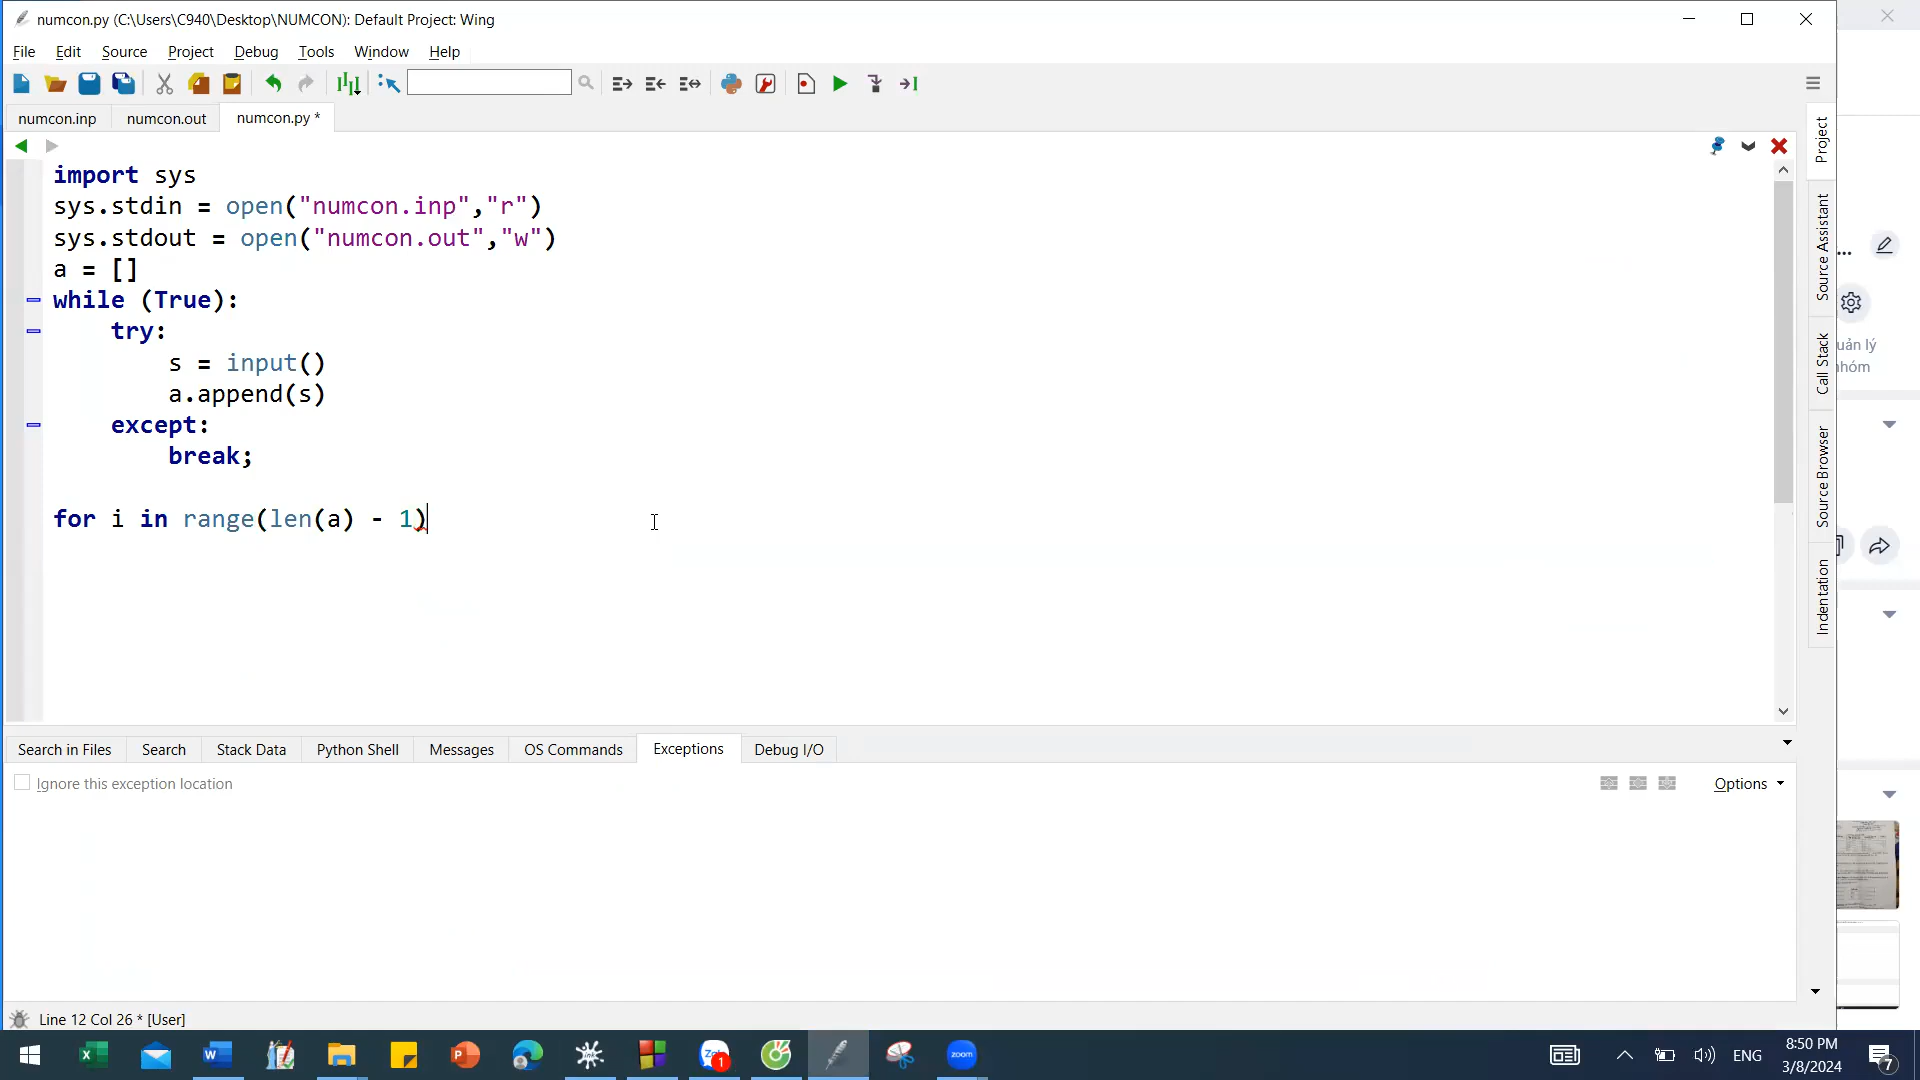 numcon.py (C:\Users\C940\Desktop\NUMCON): Default Project: Wing
File Edit Source Project Debug Tools Window Help
numcon.inp numcon.out numcon.py *
import sys
sys.stdin = open("numcon.inp","r")
sys.stdout = open("numcon.out","w")
a = []
while (True):
    try:
        s = input()
        a.append(s)
    except:
        break;
for i in range(len(a) - 1)
Project
Source Assistant
Call Stack
Source Browser
Indentation
...
uản lý
nhóm
Search in Files Search Stack Data Python Shell Messages OS Commands Exceptions Debug I/O
Ignore this exception location
Options
Line 12 Col 26 * [User]
zoom
1
ENG
8:50 PM
3/8/2024
7